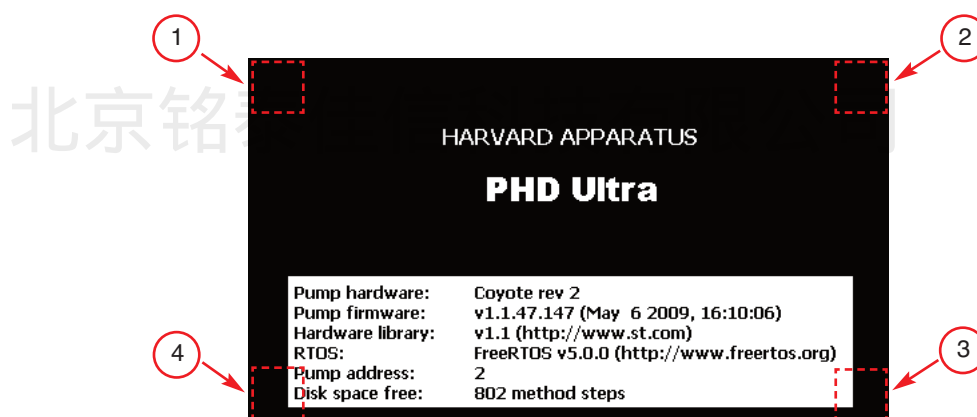 1
2
北京铭
HARVARD APPARATUS
PHD Ultra
Pump hardware: Coyote rev 2
Pump firmware: v1.1.47.147 (May 6 2009, 16:10:06)
Hardware library: v1.1 (http://www.st.com)
RTOS: FreeRTOS v5.0.0 (http://www.freertos.org)
4
3
Pump address: 2
Disk space free: 802 method steps